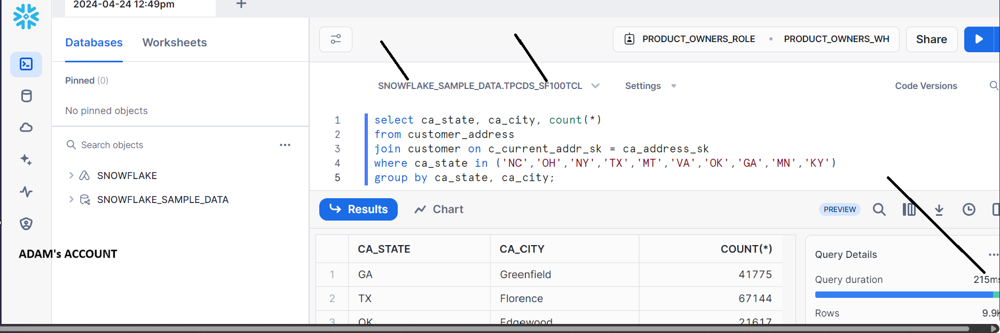 2024-04-24 12:49pm
Databases Worksheets
PRODUCT_OWNERS_ROLE • PRODUCT_OWNERS_WH Share
Pinned (0)
No pinned objects
Search objects
SNOWFLAKE
SNOWFLAKE_SAMPLE_DATA
ADAM's ACCOUNT
SNOWFLAKE_SAMPLE_DATA.TPCDS_SF100TCL Settings Code Versions
1 select ca_state, ca_city, count(*)
2 from customer_address
3 join customer on c_current_addr_sk = ca_address_sk
4 where ca_state in ('NC','OH','NY','TX','MT','VA','OK','GA','MN','KY')
5 group by ca_state, ca_city;
Results Chart PREVIEW
CA_STATE CA_CITY COUNT(*)
1 GA Greenfield 41775
2 TX Florence 67144
3 OK Edgewood 21617
Query Details
Query duration 215ms
Rows 9.9K